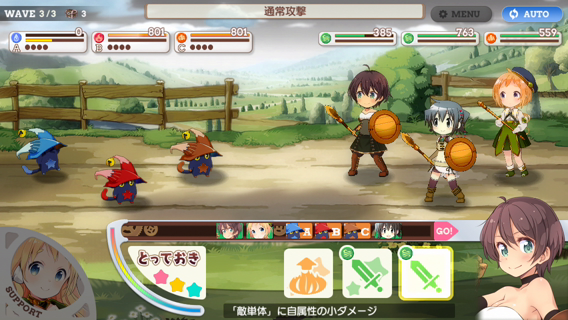 WAVE 3/3 3
通常攻撃
MENU
AUTO
0
A
801
B
801
C
385
763
559
A B C GO!
とっておき
SUPPORT
「敵単体」に自属性の小ダメージ